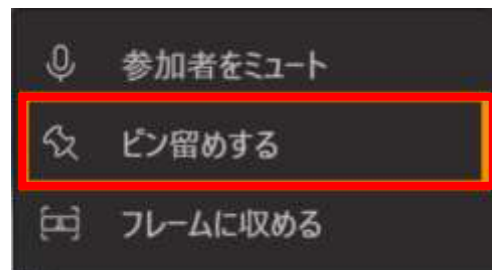 参加者をミュート
ピン留めする
フレームに収める